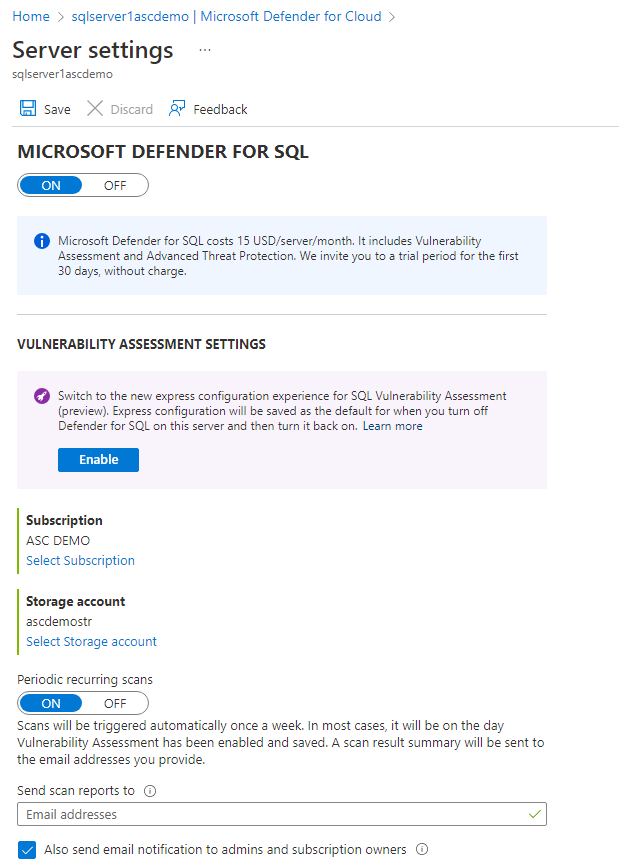 Home > sqlserver1ascdemo | Microsoft Defender for Cloud >
Server settings ...
sqlserver1ascdemo
Save Discard Feedback
MICROSOFT DEFENDER FOR SQL
ON OFF
Microsoft Defender for SQL costs 15 USD/server/month. It includes Vulnerability
Assessment and Advanced Threat Protection. We invite you to a trial period for the first
30 days, without charge.
VULNERABILITY ASSESSMENT SETTINGS
Switch to the new express configuration experience for SQL Vulnerability Assessment
(preview). Express configuration will be saved as the default for when you turn off
Defender for SQL on this server and then turn it back on. Learn more
Enable
Subscription
ASC DEMO
Select Subscription
Storage account
ascdemostr
Select Storage account
Periodic recurring scans
ON OFF
Scans will be triggered automatically once a week. In most cases, it will be on the day
Vulnerability Assessment has been enabled and saved. A scan result summary will be sent to
the email addresses you provide.
Send scan reports to
Email addresses
Also send email notification to admins and subscription owners